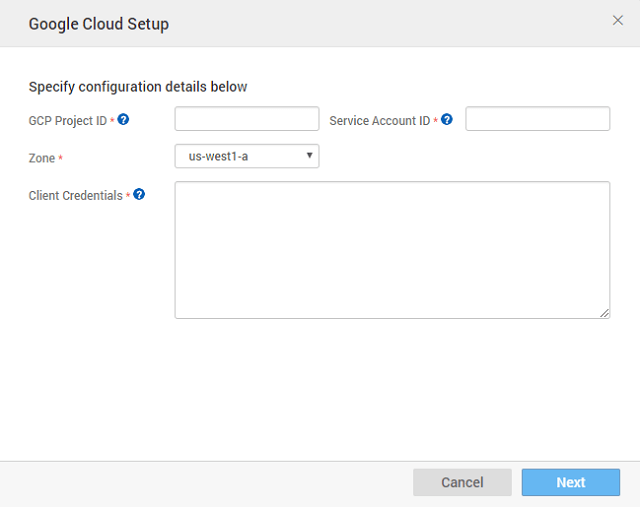 Google Cloud Setup
Specify configuration details below
GCP Project ID * ?
Service Account ID * ?
Zone *
us-west1-a
Client Credentials * ?
Cancel
Next